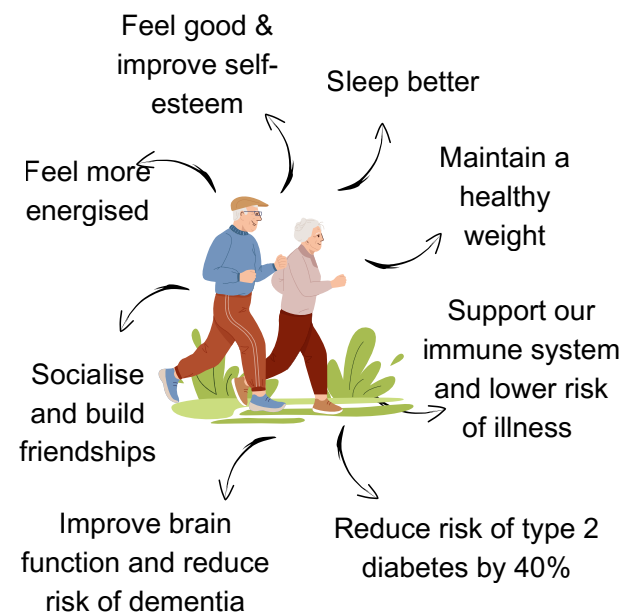 Feel good &
improve self-
esteem
Sleep better
Feel more
energised
Maintain a
healthy
weight
Support our
immune system
and lower risk
of illness
Socialise
and build
friendships
Improve brain
function and reduce
risk of dementia
Reduce risk of type 2
diabetes by 40%